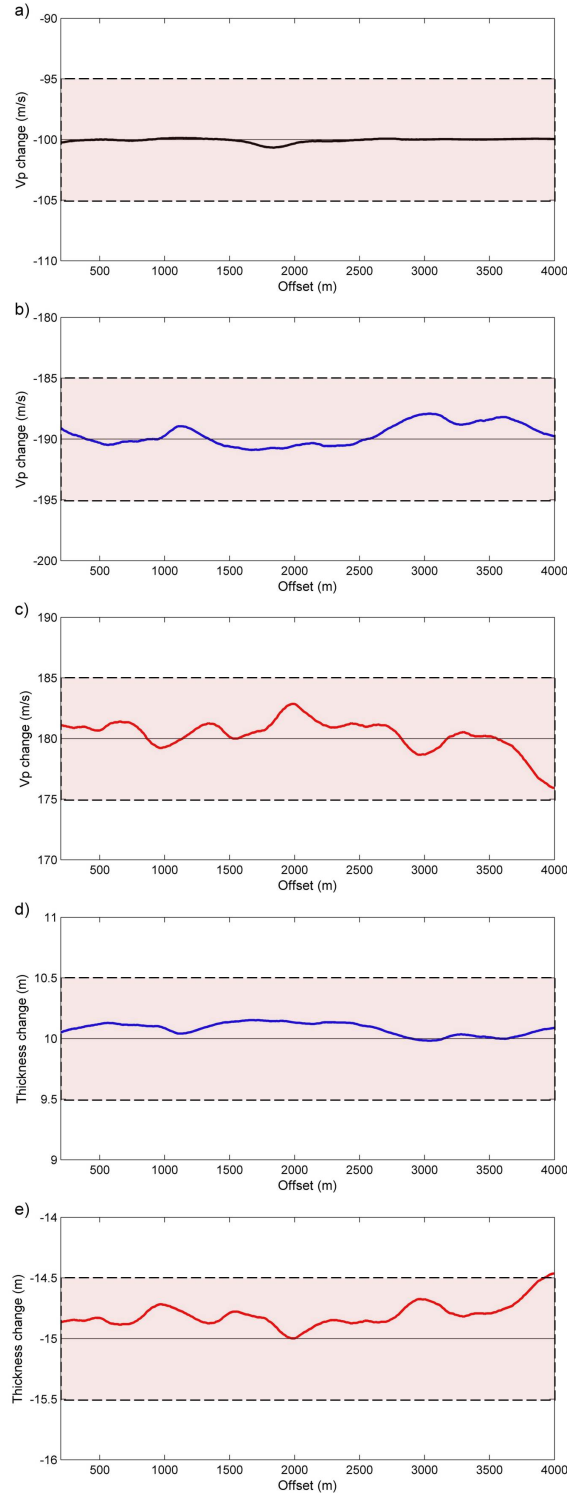 a)
-90
-95
-100
-105
-110
Vp change (m/s)
500 1000 1500 2000 2500 3000 3500 4000
Offset (m)
b)
-180
-185
-190
-195
-200
Vp change (m/s)
500 1000 1500 2000 2500 3000 3500 4000
Offset (m)
c)
190
185
180
175
170
Vp change (m/s)
500 1000 1500 2000 2500 3000 3500 4000
Offset (m)
d)
11
10.5
10
9.5
9
Thickness change (m)
500 1000 1500 2000 2500 3000 3500 4000
Offset (m)
e)
-14
-14.5
-15
-15.5
-16
Thickness change (m)
500 1000 1500 2000 2500 3000 3500 4000
Offset (m)